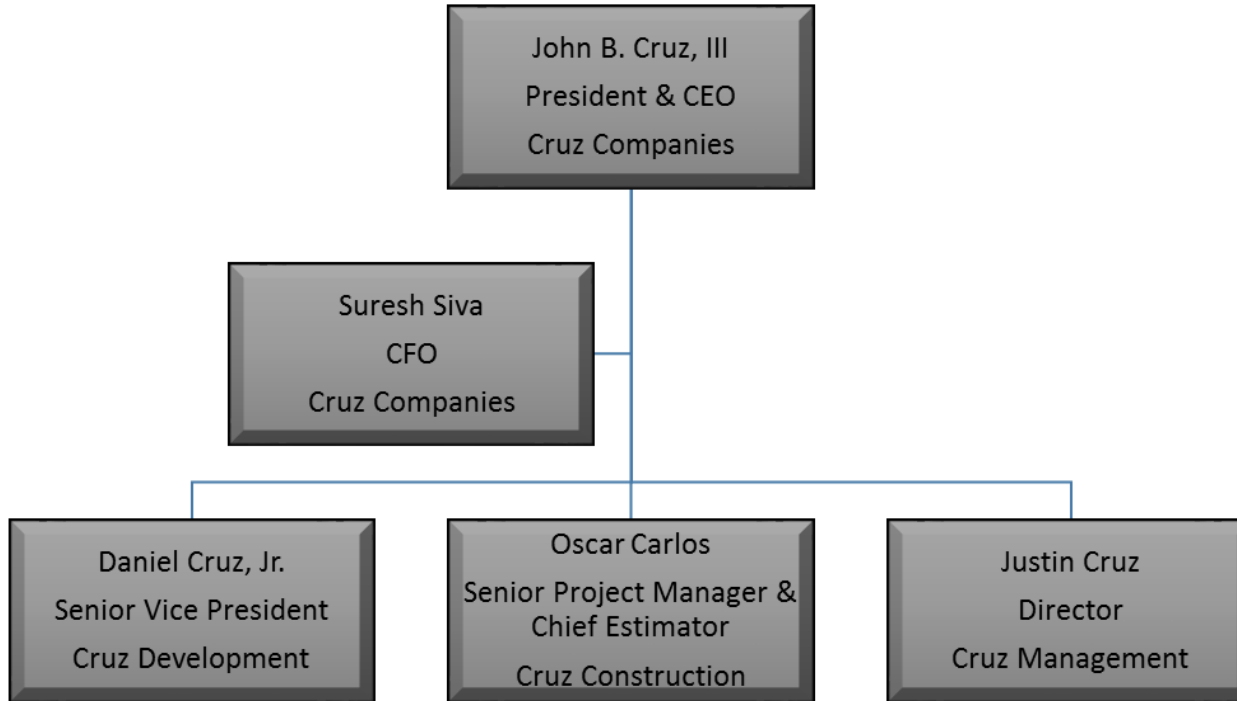 John B. Cruz, III
President & CEO
Cruz Companies
Suresh Siva
CFO
Cruz Companies
Daniel Cruz, Jr.
Senior Vice President
Cruz Development
Oscar Carlos
Senior Project Manager &
Chief Estimator
Cruz Construction
Justin Cruz
Director
Cruz Management